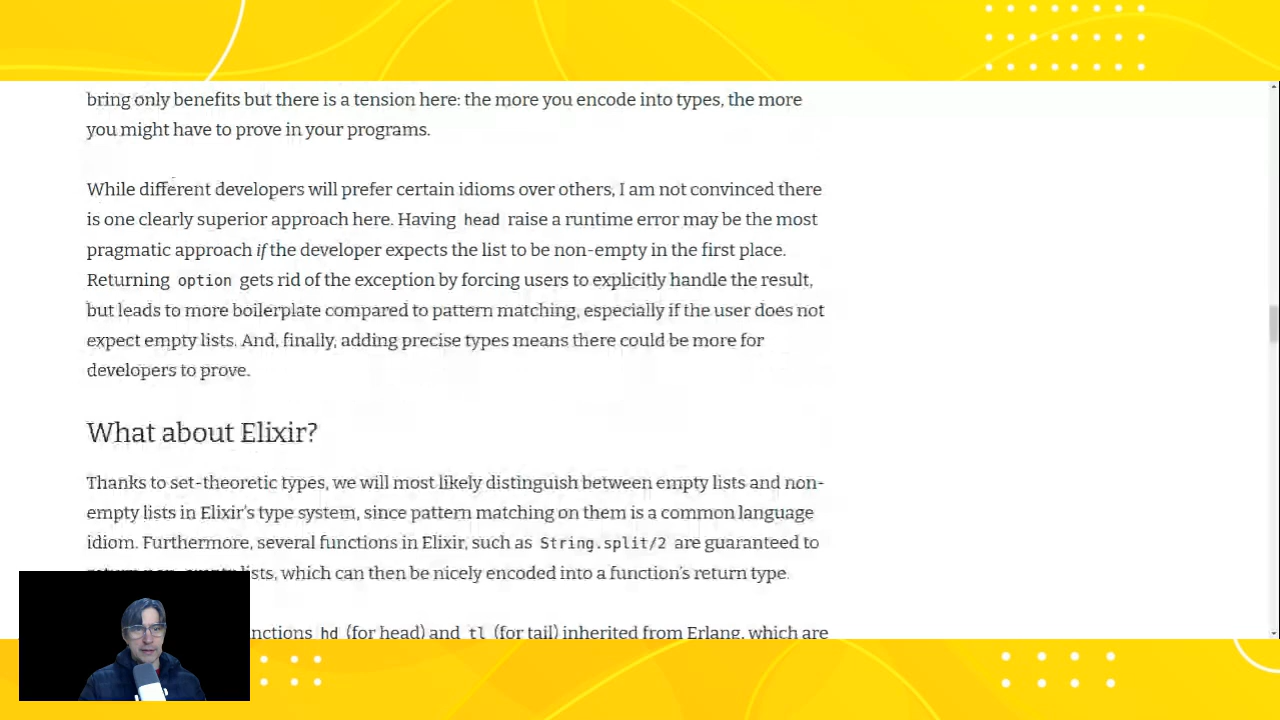 bring only benefits but there is a tension here: the more you encode into types, the more
you might have to prove in your programs.
While different developers will prefer certain idioms over others, I am not convinced there
is one clearly superior approach here. Having head raise a runtime error may be the most
pragmatic approach if the developer expects the list to be non-empty in the first place.
Returning option gets rid of the exception by forcing users to explicitly handle the result,
but leads to more boilerplate compared to pattern matching, especially if the user does not
expect empty lists. And, finally, adding precise types means there could be more for
developers to prove.
What about Elixir?
Thanks to set-theoretic types, we will most likely distinguish between empty lists and non-
empty lists in Elixir's type system, since pattern matching on them is a common language
idiom. Furthermore, several functions in Elixir, such as String.split/2 are guaranteed to
return non-empty lists, which can then be nicely encoded into a function's return type.
nctions hd (for head) and tl (for tail) inherited from Erlang, which are